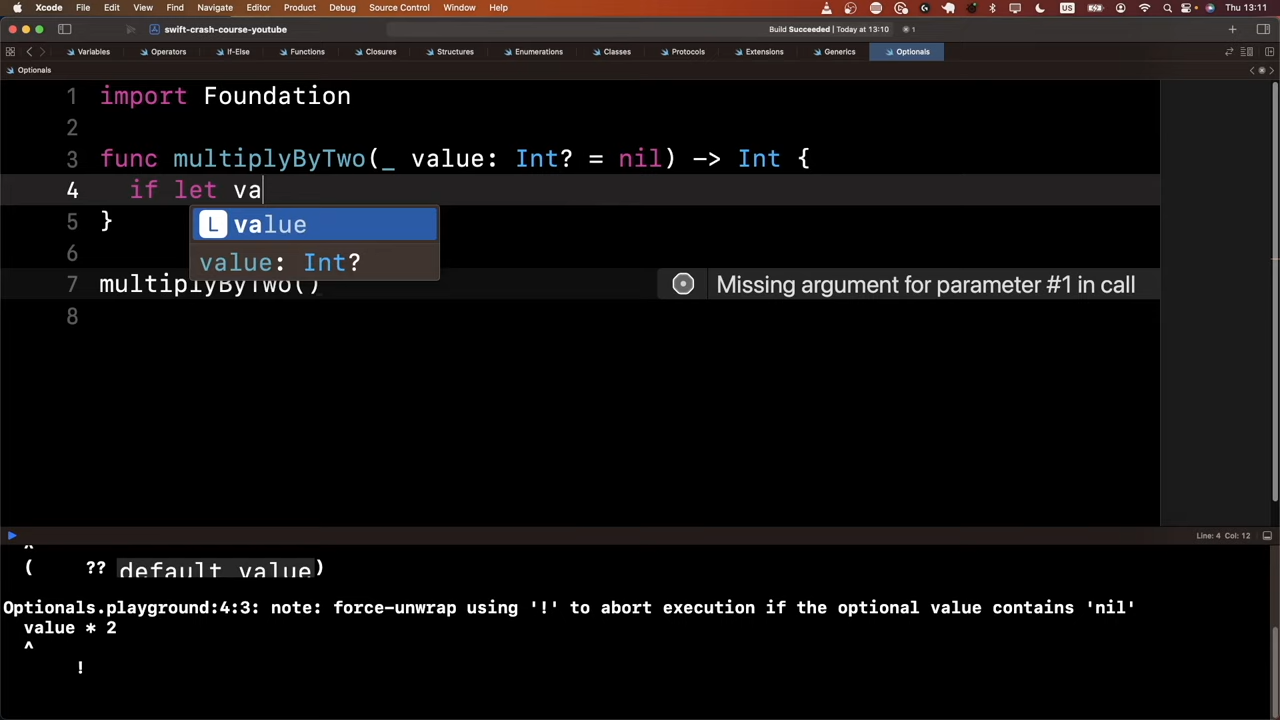 Xcode File Edit View Find Navigate Editor Product Debug Source Control Window Help US Thu 13:11
swift-crash-course-youtube Build Succeeded | Today at 13:10 1
Variables Operators If-Else Functions Closures Structures Enumerations Classes Protocols Extensions Generics Optionals
Optionals
1 import Foundation
2
3 func multiplyByTwo(_ value: Int? = nil) -> Int {
4 if let va
5 }
L value
6
value: Int?
7 multiplyByTwo() Missing argument for parameter #1 in call
8
Line: 4 Col: 12
^
( ?? default value)
Optionals.playground:4:3: note: force-unwrap using '!' to abort execution if the optional value contains 'nil'
value * 2
^
!